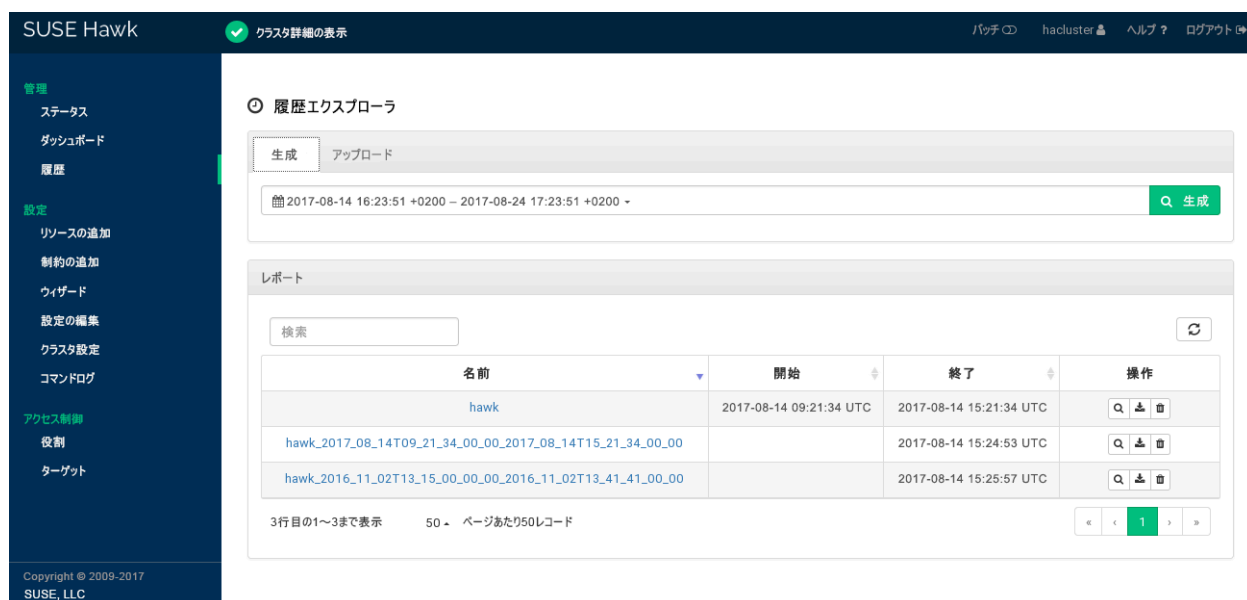 SUSE Hawk
クラスタ詳細の表示
バッチ
hacluster
ヘルプ ?
ログアウト
管理
ステータス
ダッシュボード
履歴
設定
リソースの追加
制約の追加
ウィザード
設定の編集
クラスタ設定
コマンドログ
アクセス制御
役割
ターゲット
Copyright © 2009-2017
SUSE, LLC
履歴エクスプローラ
生成 アップロード
2017-08-14 16:23:51 +0200 – 2017-08-24 17:23:51 +0200
生成
レポート
検索
名前 開始 終了 操作
hawk 2017-08-14 09:21:34 UTC 2017-08-14 15:21:34 UTC
hawk_2017_08_14T09_21_34_00_00_2017_08_14T15_21_34_00_00 2017-08-14 15:24:53 UTC
hawk_2016_11_02T13_15_00_00_00_2016_11_02T13_41_41_00_00 2017-08-14 15:25:57 UTC
3行目の1～3まで表示 50 ページあたり50レコード
« ‹ 1 › »